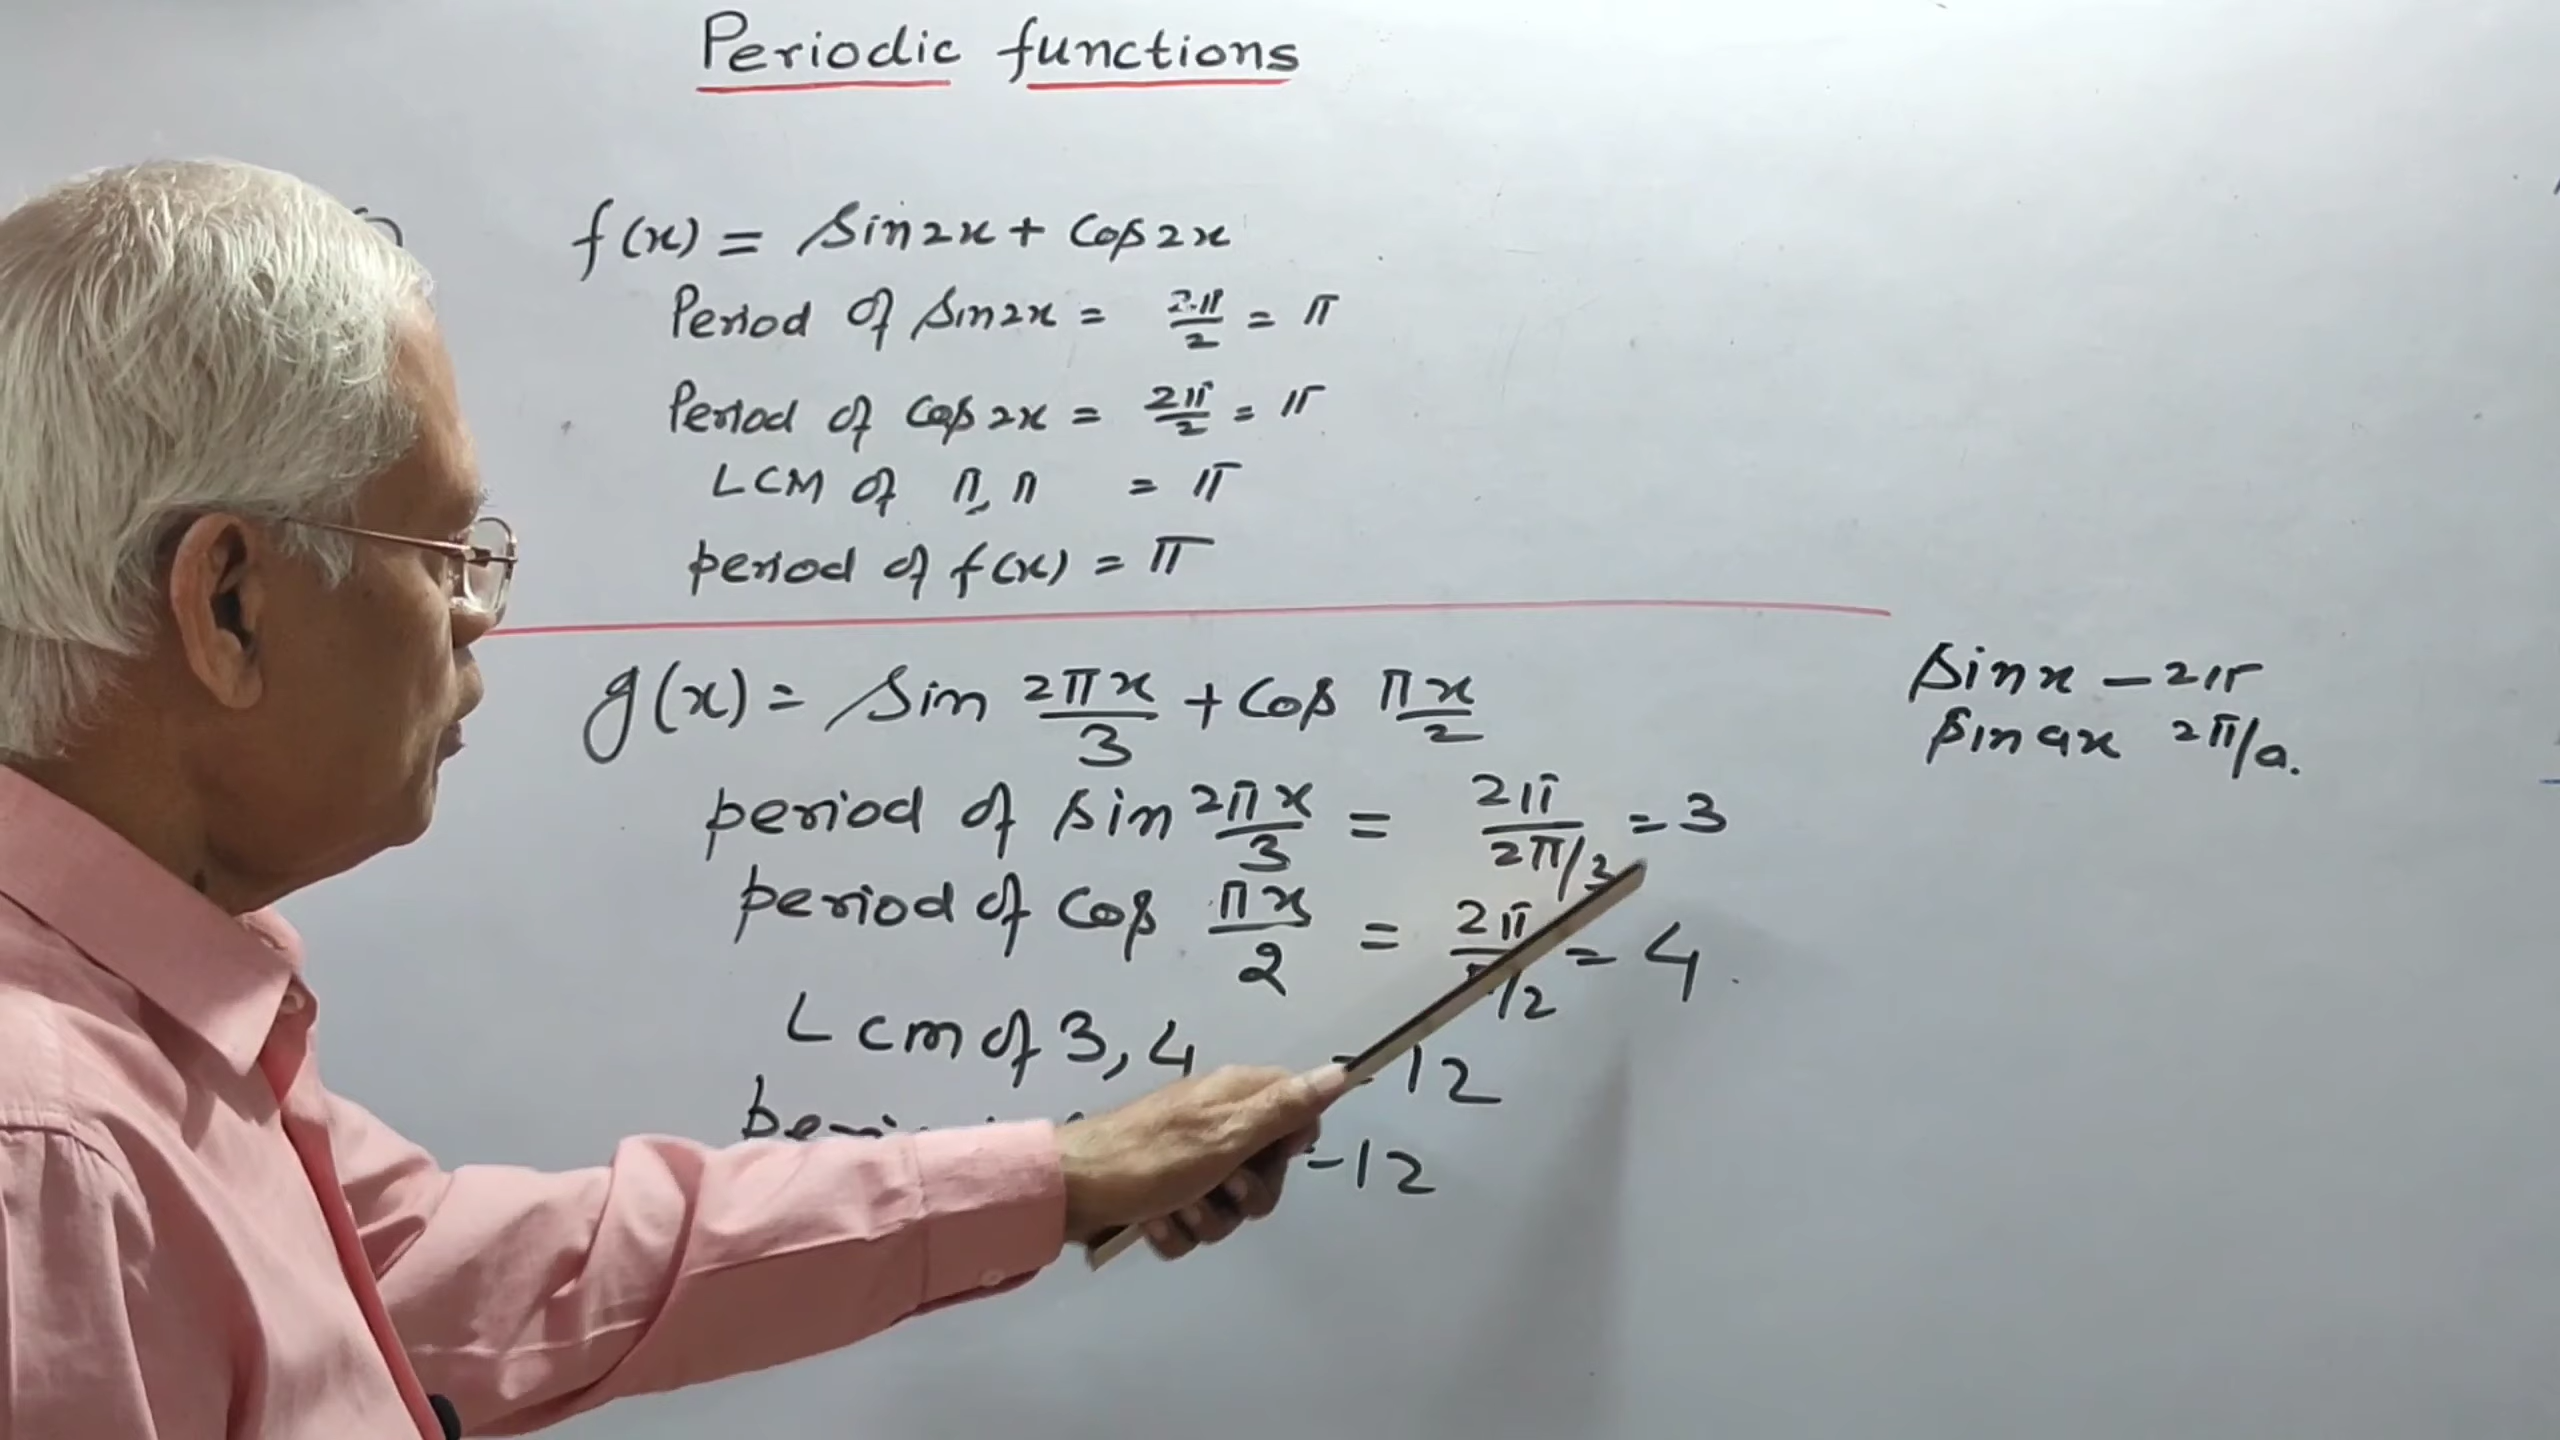 Periodic functions
f(x) = sin2x + cos2x
Period of sin2x = 2π/2 = π
Period of cos2x = 2π/2 = π
LCM of π, π = π
period of f(x) = π
g(x) = sin 2πx/3 + cos πx/2
period of sin 2πx/3 = 2π/2π/3 = 3
period of cos πx/2 = 2π/π/2 = 4
Lcm of 3, 4 = 12
= 12
sinx – 2π
sinax 2π/a.